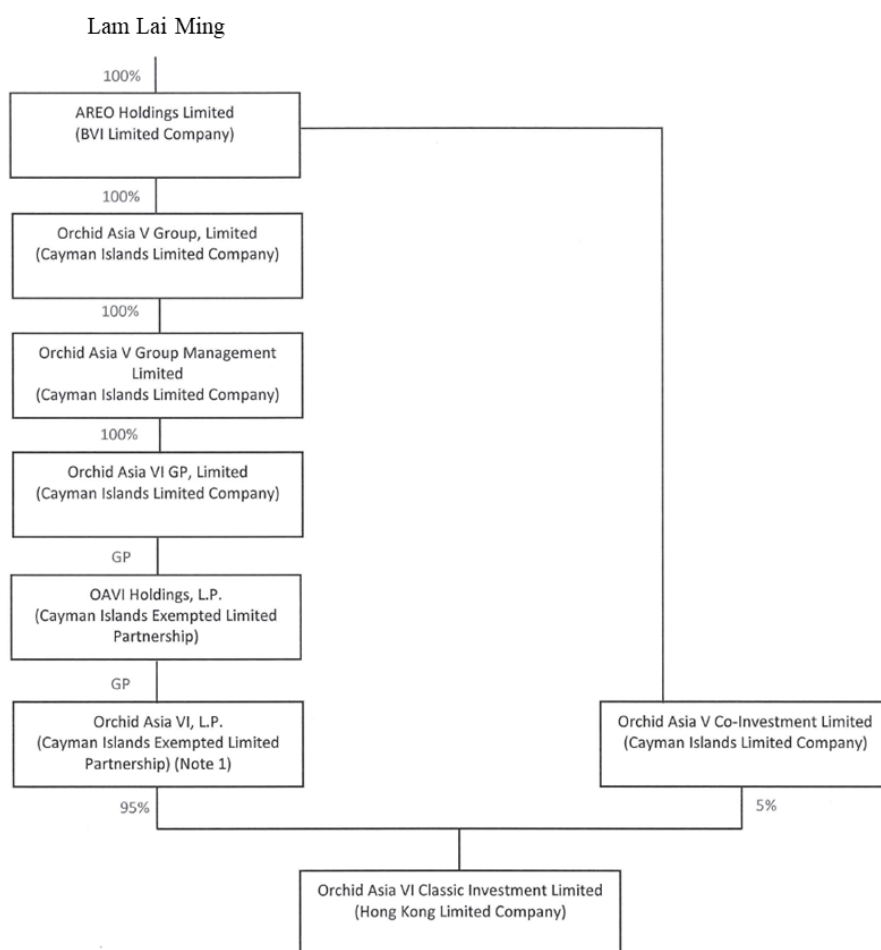 Lam Lai Ming
100%
AREO Holdings Limited
(BVI Limited Company)
100%
Orchid Asia V Group, Limited
(Cayman Islands Limited Company)
100%
Orchid Asia V Group Management
Limited
(Cayman Islands Limited Company)
100%
Orchid Asia VI GP, Limited
(Cayman Islands Limited Company)
GP
OAVI Holdings, L.P.
(Cayman Islands Exempted Limited
Partnership)
GP
Orchid Asia VI, L.P.
(Cayman Islands Exempted Limited
Partnership) (Note 1)
Orchid Asia V Co-Investment Limited
(Cayman Islands Limited Company)
95%
5%
Orchid Asia VI Classic Investment Limited
(Hong Kong Limited Company)